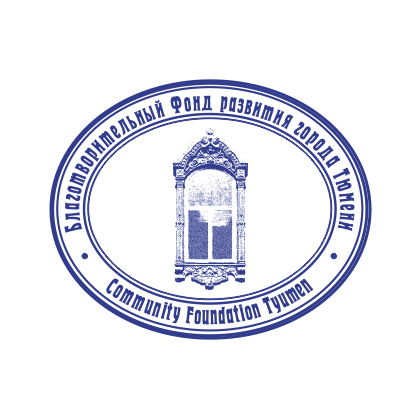 Благотворительный Фонд развития города Тюмени
Community Foundation Tyumen